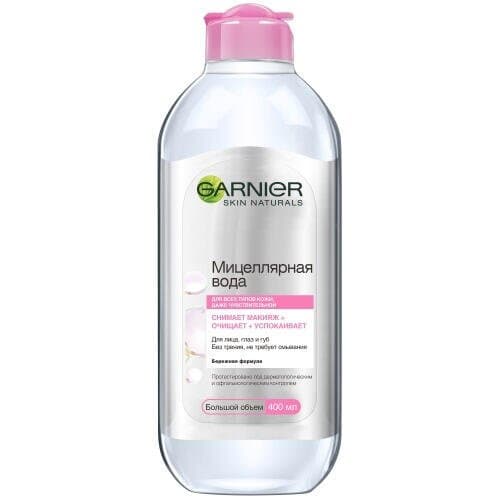 GARNIER
SKIN NATURALS
Мицеллярная
вода
ДЛЯ ВСЕХ ТИПОВ КОЖИ,
ДАЖЕ ЧУВСТВИТЕЛЬНОЙ
СНИМАЕТ МАКИЯЖ +
ОЧИЩАЕТ + УСПОКАИВАЕТ
Для лица, глаз и губ
Без трения, не требует смывания
Бережная формула
Протестировано под дерматологическим
и офтальмологическим контролем
Большой объем 400 мл